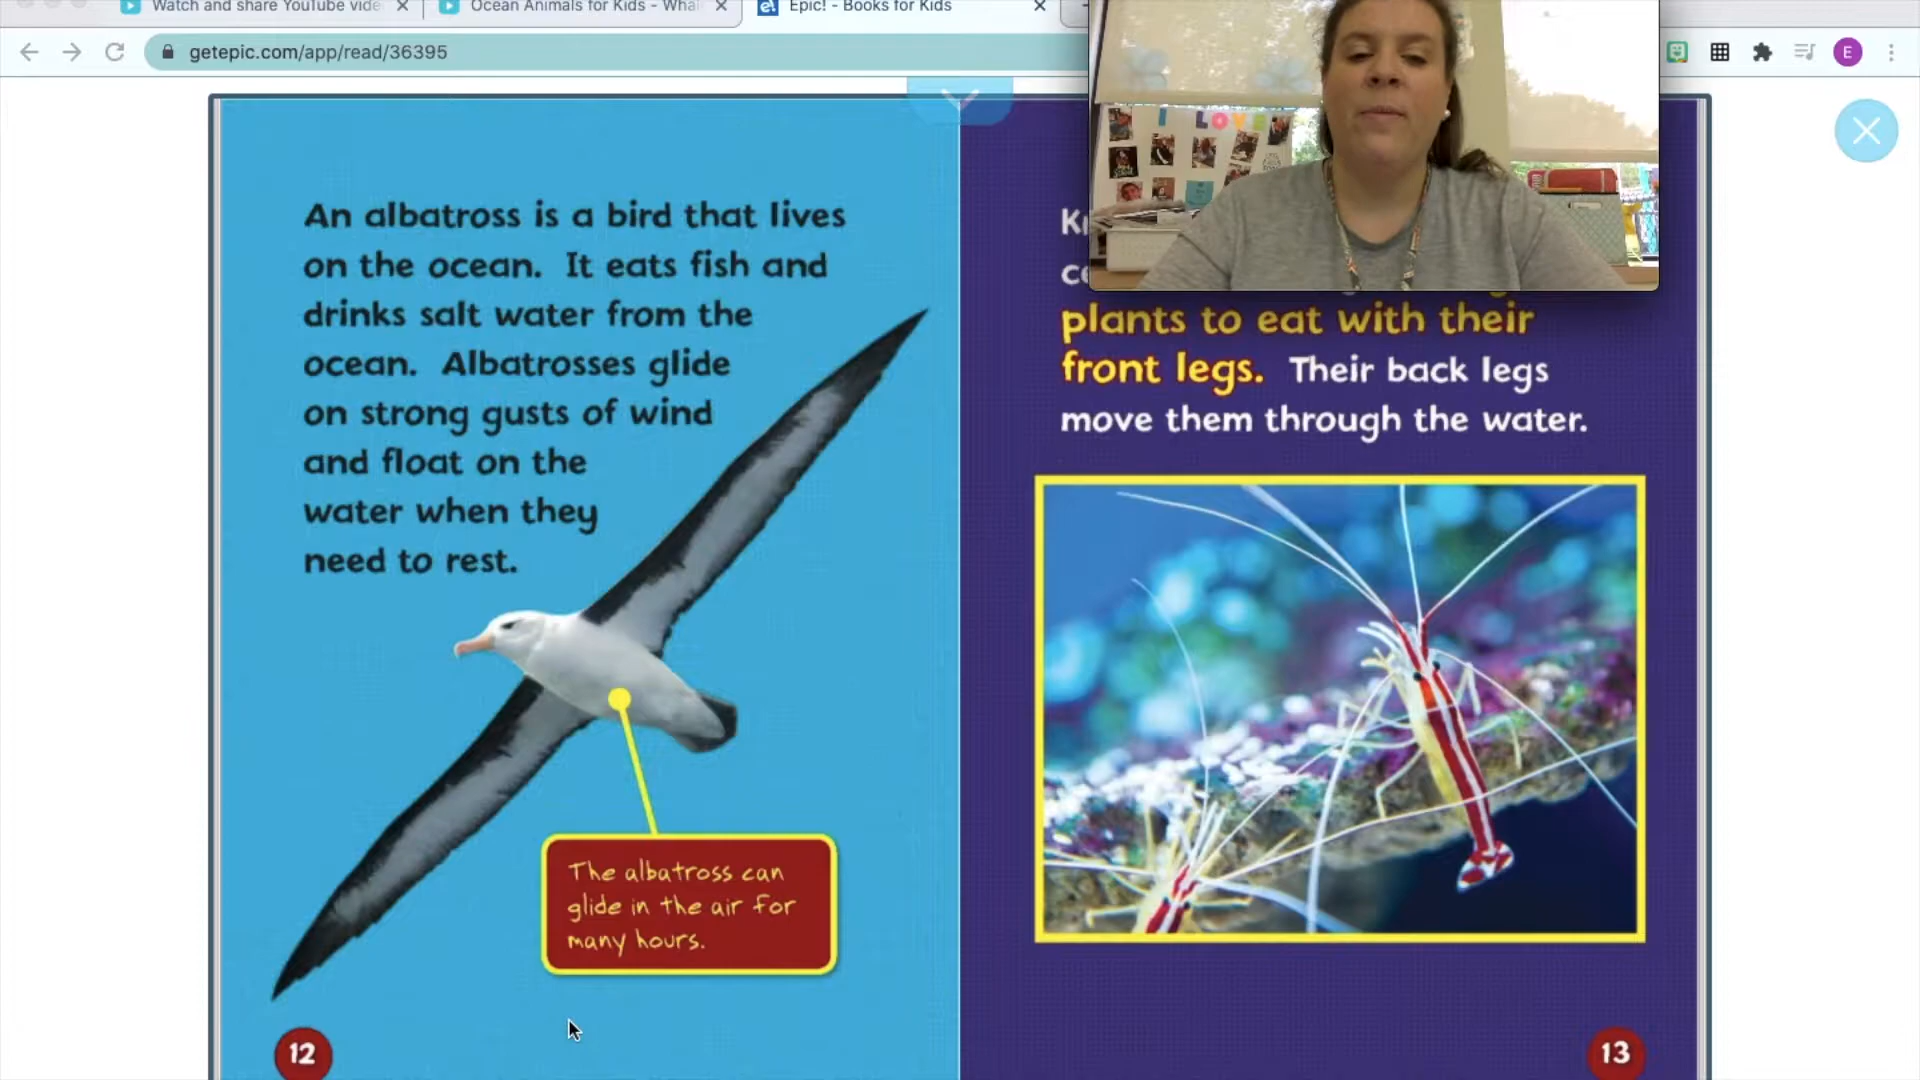 Watch and share YouTube vide
Ocean Animals for Kids - Whal
Epic! - Books for Kids
getepic.com/app/read/36395
E
I LOVE
An albatross is a bird that lives
on the ocean. It eats fish and
drinks salt water from the
ocean. Albatrosses glide
on strong gusts of wind
and float on the
water when they
need to rest.
The albatross can
glide in the air for
many hours.
12
plants to eat with their
front legs. Their back legs
move them through the water.
13